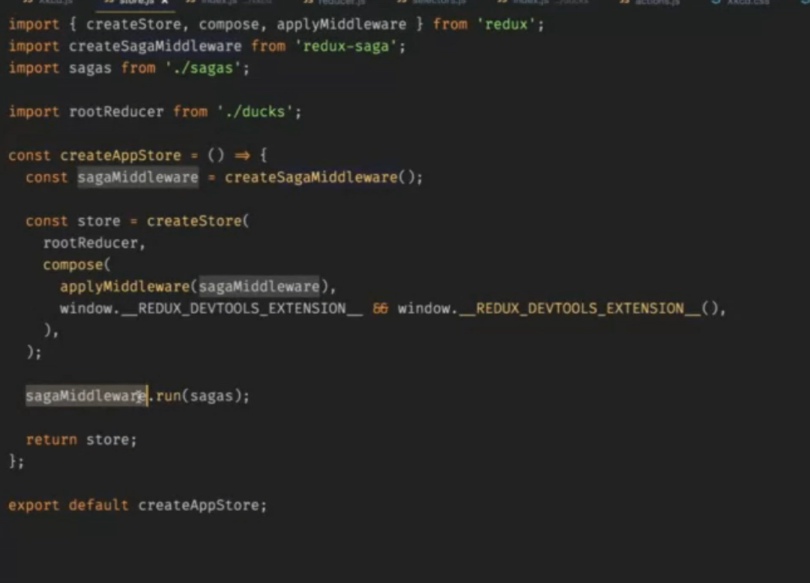 store.js
import { createStore, compose, applyMiddleware } from 'redux';
import createSagaMiddleware from 'redux-saga';
import sagas from './sagas';
import rootReducer from './ducks';
const createAppStore = () => {
const sagaMiddleware = createSagaMiddleware();
const store = createStore(
rootReducer,
compose(
applyMiddleware(sagaMiddleware),
window.__REDUX_DEVTOOLS_EXTENSION__ && window.__REDUX_DEVTOOLS_EXTENSION__(),
),
);
sagaMiddleware.run(sagas);
return store;
};
export default createAppStore;